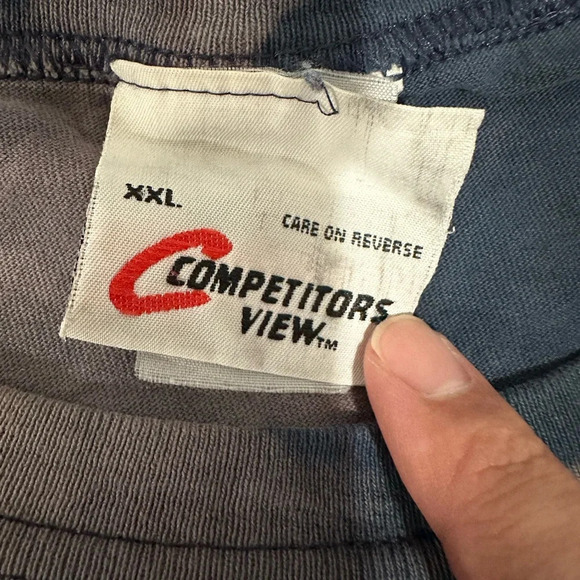 XXL
CARE ON REVERSE
C COMPETITORS
VIEW™